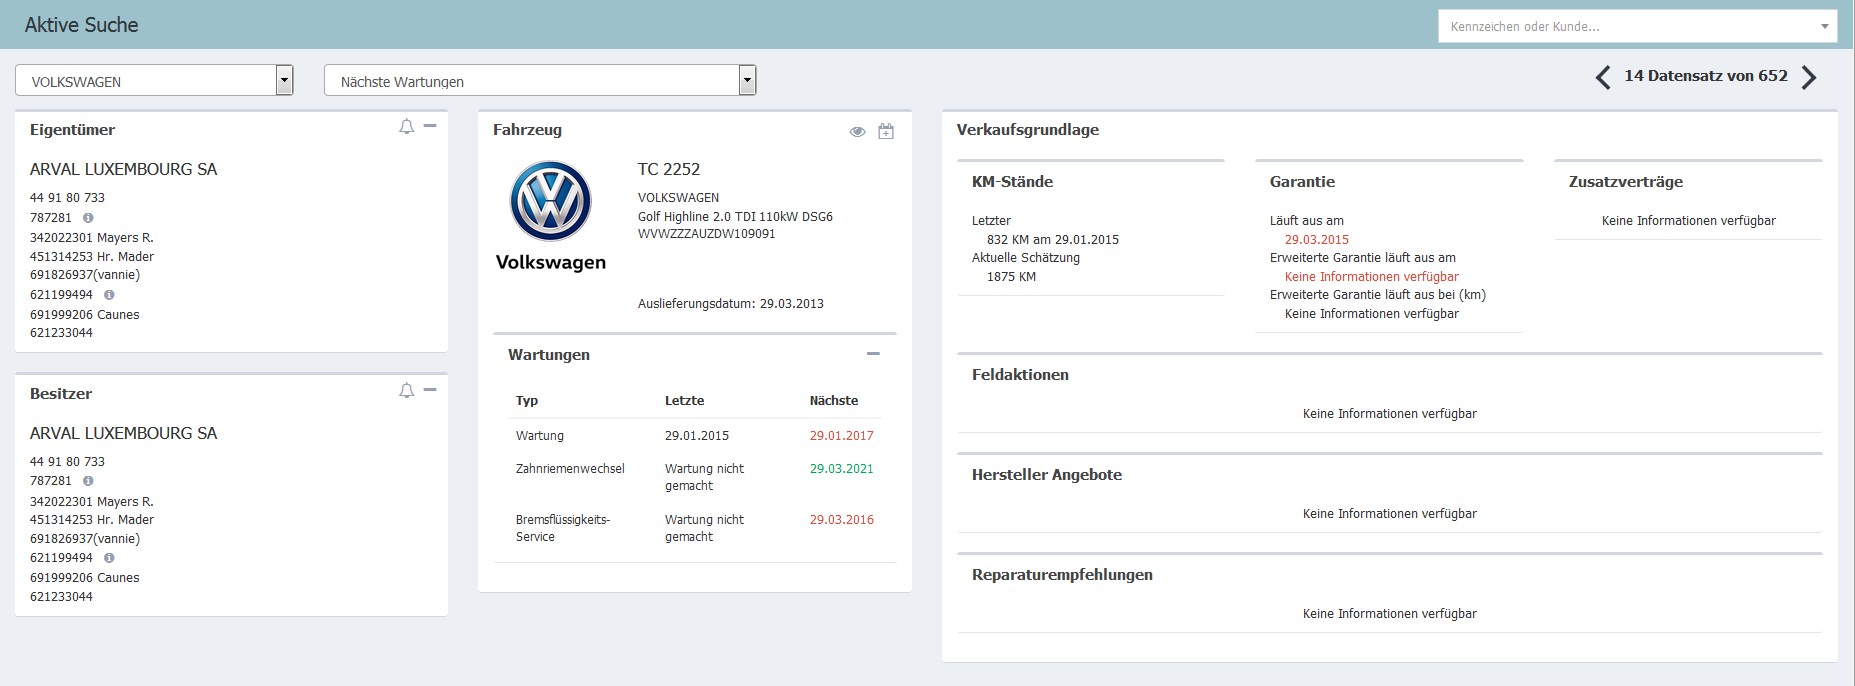 Aktive Suche
Kennzeichen oder Kunde...
VOLKSWAGEN
Nächste Wartungen
14 Datensatz von 652
Eigentümer
ARVAL LUXEMBOURG SA
44 91 80 733
787281
342022301 Mayers R.
451314253 Hr. Mader
691826937(vannie)
621199494
691999206 Caunes
621233044
Besitzer
ARVAL LUXEMBOURG SA
44 91 80 733
787281
342022301 Mayers R.
451314253 Hr. Mader
691826937(vannie)
621199494
691999206 Caunes
621233044
Fahrzeug
Volkswagen
TC 2252
VOLKSWAGEN
Golf Highline 2.0 TDI 110kW DSG6
WVWZZZAUZDW109091
Auslieferungsdatum: 29.03.2013
Wartungen
Typ Letzte Nächste
Wartung 29.01.2015 29.01.2017
Zahnriemenwechsel Wartung nicht 29.03.2021
gemacht
Bremsflüssigkeits- Wartung nicht 29.03.2016
Service gemacht
Verkaufsgrundlage
KM-Stände
Letzter
832 KM am 29.01.2015
Aktuelle Schätzung
1875 KM
Garantie
Läuft aus am
29.03.2015
Erweiterte Garantie läuft aus am
Keine Informationen verfügbar
Erweiterte Garantie läuft aus bei (km)
Keine Informationen verfügbar
Zusatzverträge
Keine Informationen verfügbar
Feldaktionen
Keine Informationen verfügbar
Hersteller Angebote
Keine Informationen verfügbar
Reparaturempfehlungen
Keine Informationen verfügbar